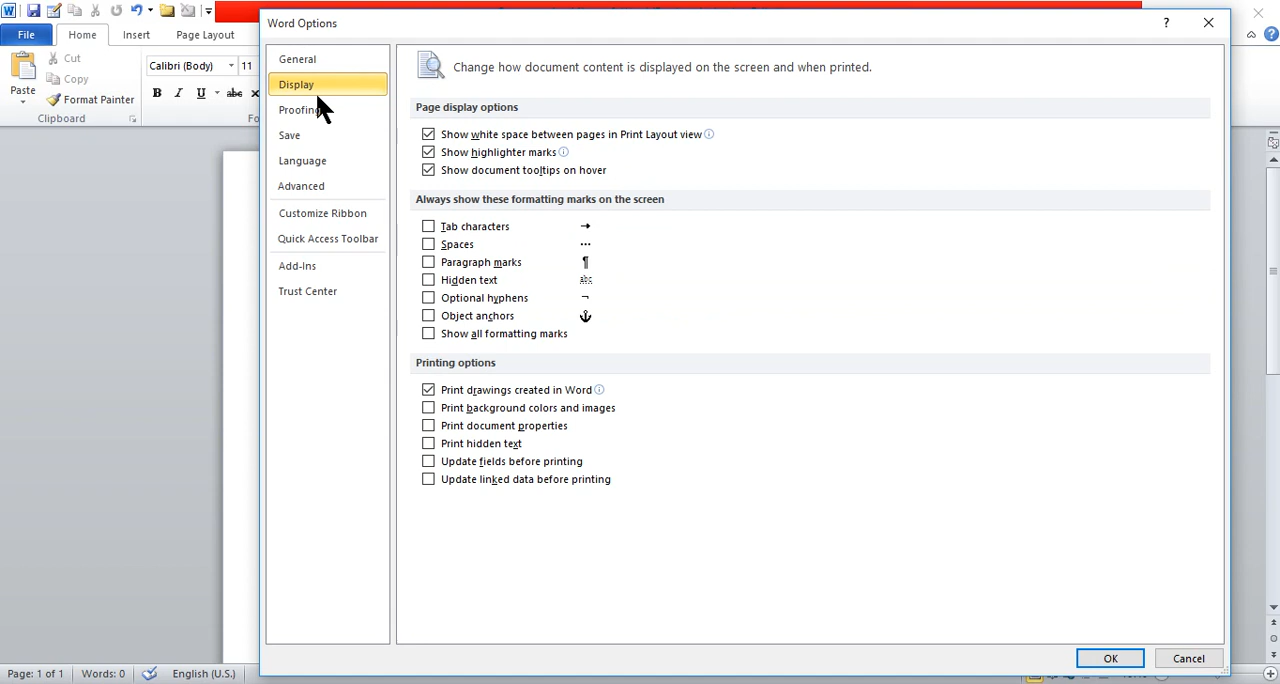 Word Options
?
File
Home
Insert
Page Layout
Calibri (Body)
11
Paste
Cut
Copy
Format Painter
B I U abc
Clipboard
Fo
General
Display
Proofing
Save
Language
Advanced
Customize Ribbon
Quick Access Toolbar
Add-Ins
Trust Center
Change how document content is displayed on the screen and when printed.
Page display options
Show white space between pages in Print Layout view
Show highlighter marks
Show document tooltips on hover
Always show these formatting marks on the screen
Tab characters →
Spaces ...
Paragraph marks ¶
Hidden text abc
Optional hyphens ¬
Object anchors
Show all formatting marks
Printing options
Print drawings created in Word
Print background colors and images
Print document properties
Print hidden text
Update fields before printing
Update linked data before printing
OK
Cancel
Page: 1 of 1
Words: 0
English (U.S.)